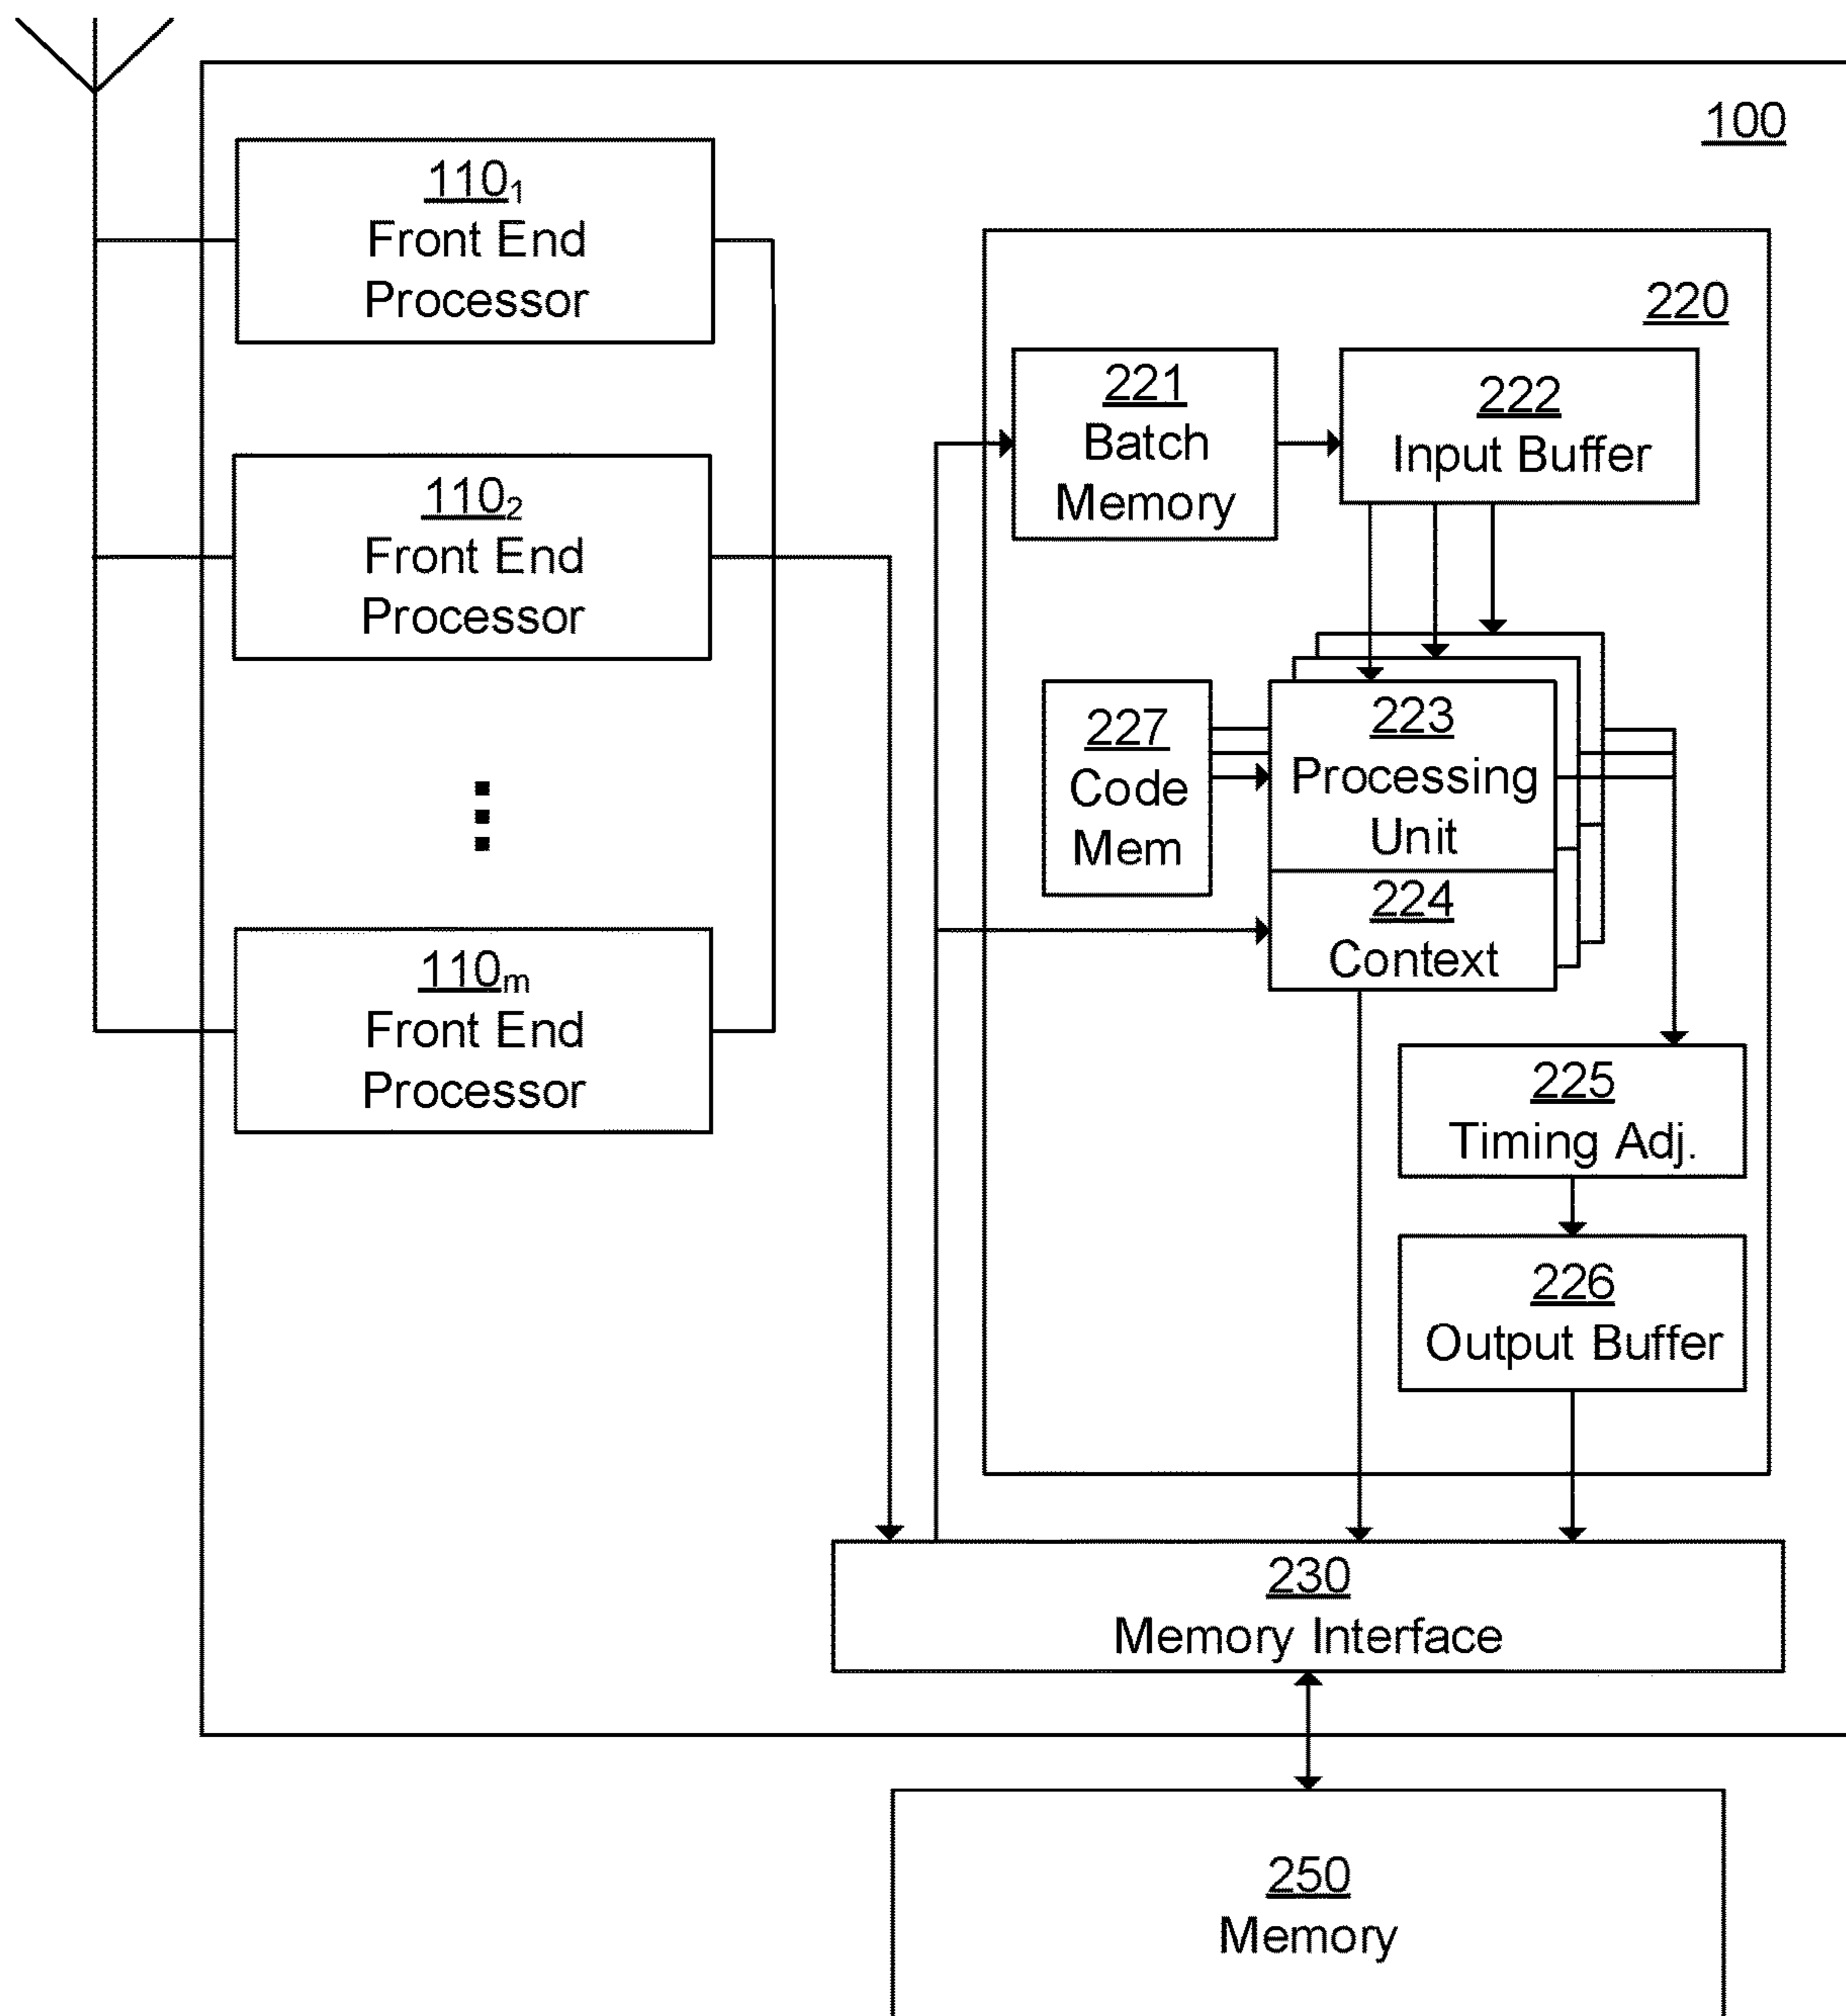 100
110₁
Front End
Processor
110₂
Front End
Processor
110ₘ
Front End
Processor
220
221
Batch
Memory
222
Input Buffer
227
Code
Mem
223
Processing
Unit
224
Context
225
Timing Adj.
226
Output Buffer
230
Memory Interface
250
Memory